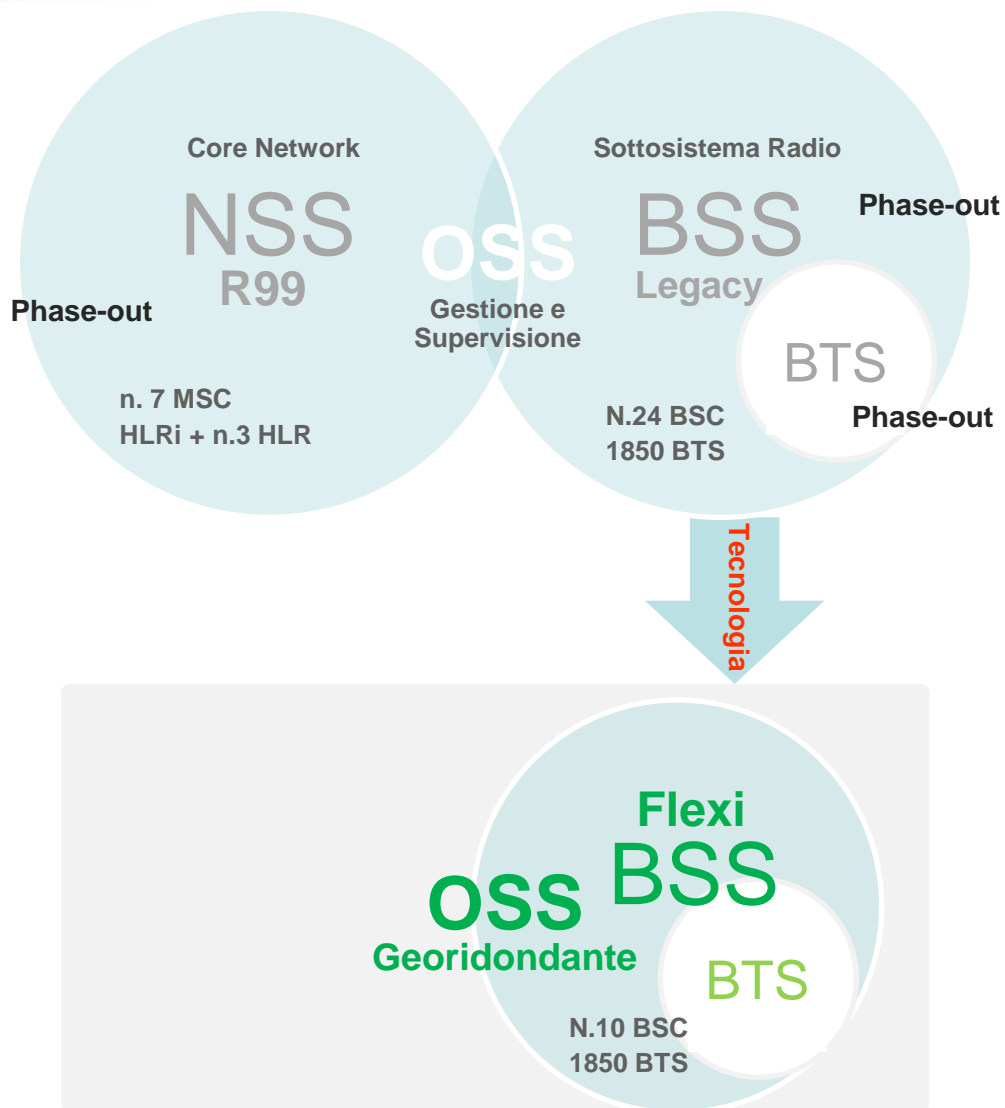 Core Network
NSS
R99
Phase-out
n. 7 MSC
HLRi + n.3 HLR
OSS
Gestione e
Supervisione
Sottosistema Radio
BSS
Legacy
Phase-out
BTS
Phase-out
N.24 BSC
1850 BTS
Tecnologia
Flexi
BSS
OSS
Georidondante
BTS
N.10 BSC
1850 BTS